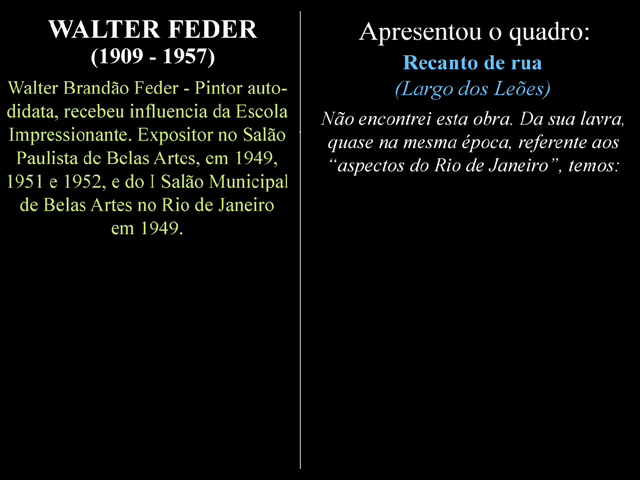 WALTER FEDER
(1909 - 1957)
Walter Brandão Feder - Pintor auto-
didata, recebeu influencia da Escola
Impressionante. Expositor no Salão
Paulista de Belas Artes, em 1949,
1951 e 1952, e do I Salão Municipal
de Belas Artes no Rio de Janeiro
em 1949.
Apresentou o quadro:
Recanto de rua
(Largo dos Leões)
Não encontrei esta obra. Da sua lavra,
quase na mesma época, referente aos
“aspectos do Rio de Janeiro”, temos: